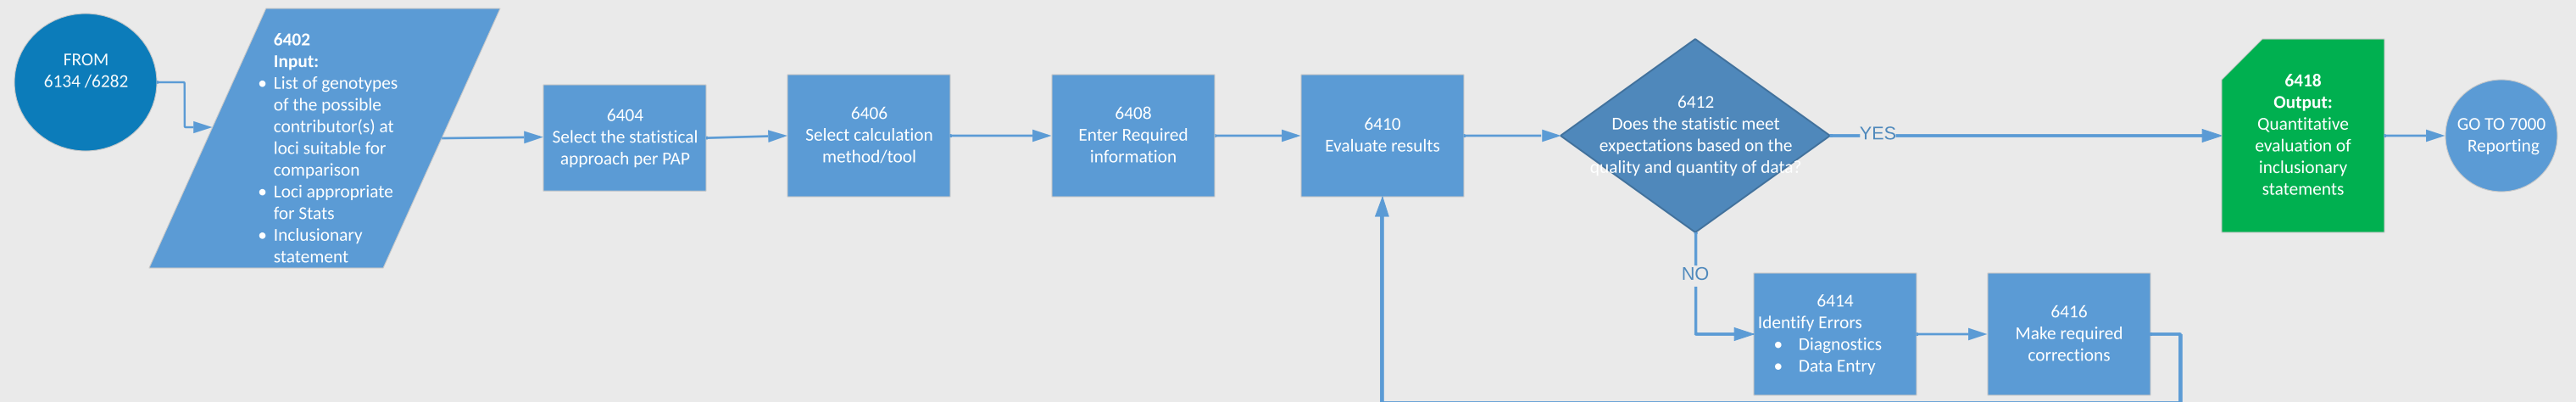 FROM
6134 /6282
6402
Input:
• List of genotypes
of the possible
contributor(s) at
loci suitable for
comparison
• Loci appropriate
for Stats
• Inclusionary
statement
6404
Select the statistical
approach per PAP
6406
Select calculation
method/tool
6408
Enter Required
information
6410
Evaluate results
6412
Does the statistic meet
expectations based on the
quality and quantity of data?
YES
6418
Output:
Quantitative
evaluation of
inclusionary
statements
GO TO 7000
Reporting
NO
6414
Identify Errors
• Diagnostics
• Data Entry
6416
Make required
corrections